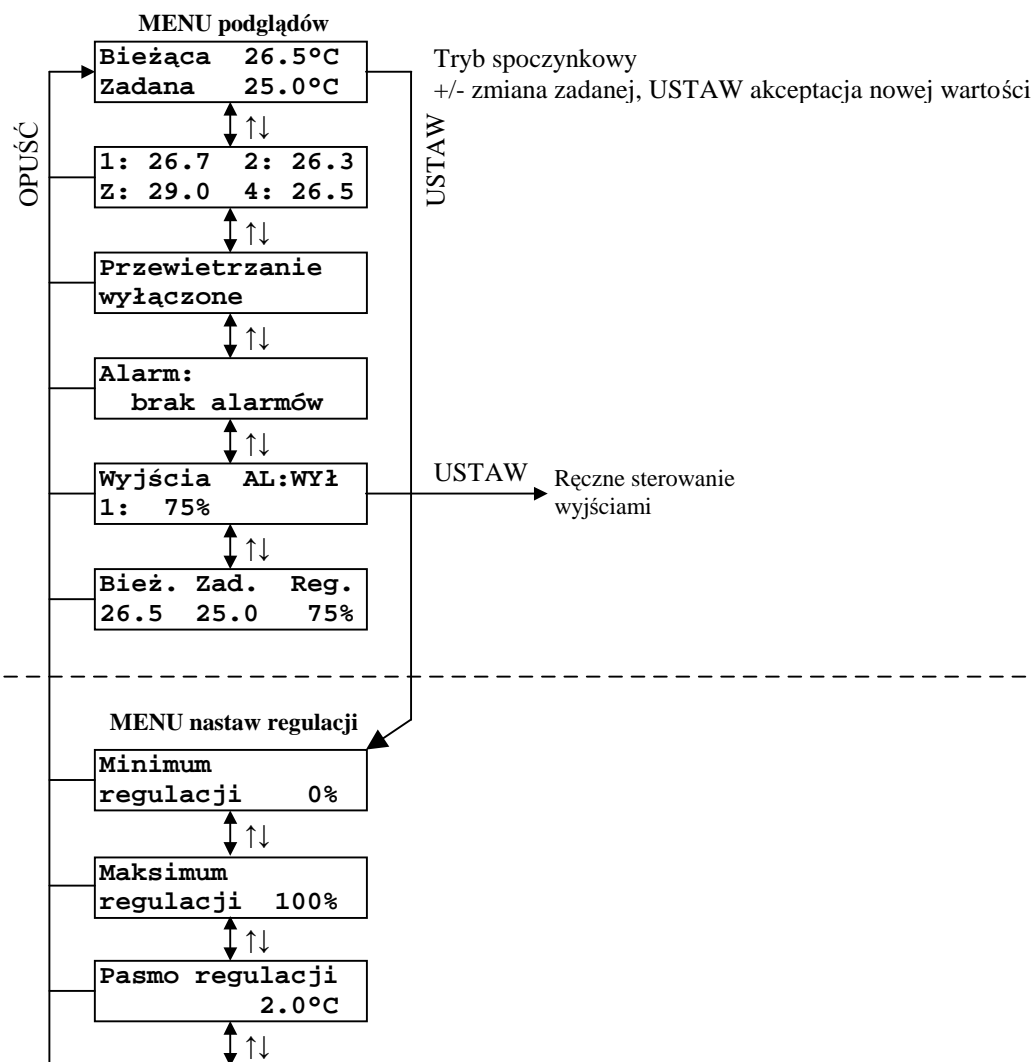 MENU podglądów
Bieżąca 26.5°C
Zadana 25.0°C
Tryb spoczynkowy
+/- zmiana zadanej, USTAW akceptacja nowej wartości
↑↓
OPUŚĆ
USTAW
1: 26.7 2: 26.3
Z: 29.0 4: 26.5
↑↓
Przewietrzanie
wyłączone
↑↓
Alarm:
brak alarmów
↑↓
Wyjścia AL:WYŁ
1: 75%
USTAW
Ręczne sterowanie
wyjściami
↑↓
Bież. Zad. Reg.
26.5 25.0 75%
MENU nastaw regulacji
Minimum
regulacji 0%
↑↓
Maksimum
regulacji 100%
↑↓
Pasmo regulacji
2.0°C
↑↓